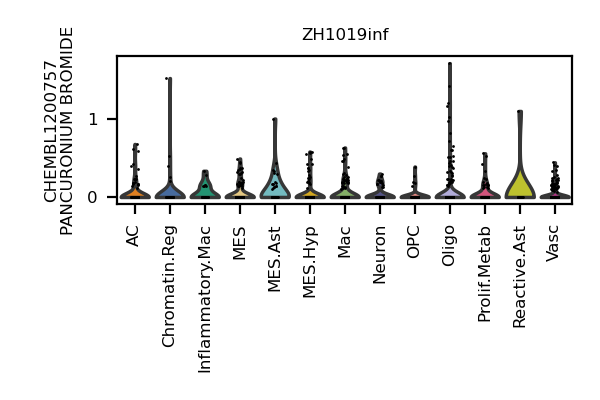 ZH1019inf
CHEMBL1200757
PANCURONIUM BROMIDE
1
0
AC
Chromatin.Reg
Inflammatory.Mac
MES
MES.Ast
MES.Hyp
Mac
Neuron
OPC
Oligo
Prolif.Metab
Reactive.Ast
Vasc